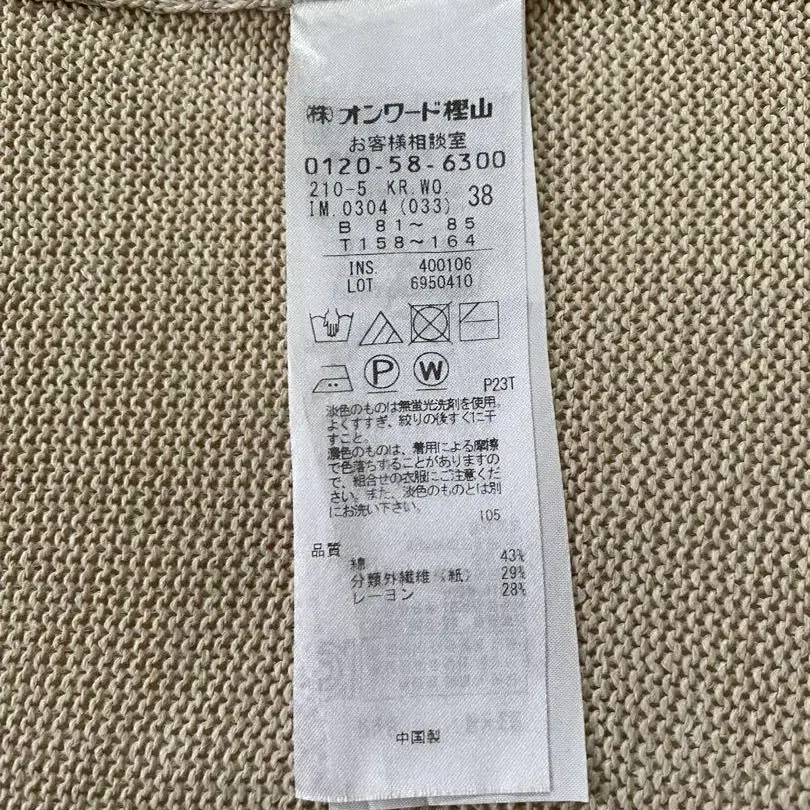 (株)オンワード樫山
お客様相談室
0120-58-6300
210-5 KR.WO.
IM.0304(033) 38
B 81~ 85
T158~164
INS. 400106
LOT 6950410
P
W
P23T
淡色のものは無蛍光洗剤を使用。
よくすすぎ、絞りの後すぐに干
すこと。
濃色のものは、着用による摩擦
で色落ちすることがありますの
で、組合せの衣服にご注意くだ
さい。また、淡色のものとは別
にお洗い下さい。
105
品質
綿 43%
分類外繊維(紙) 29%
レーヨン 28%
中国製